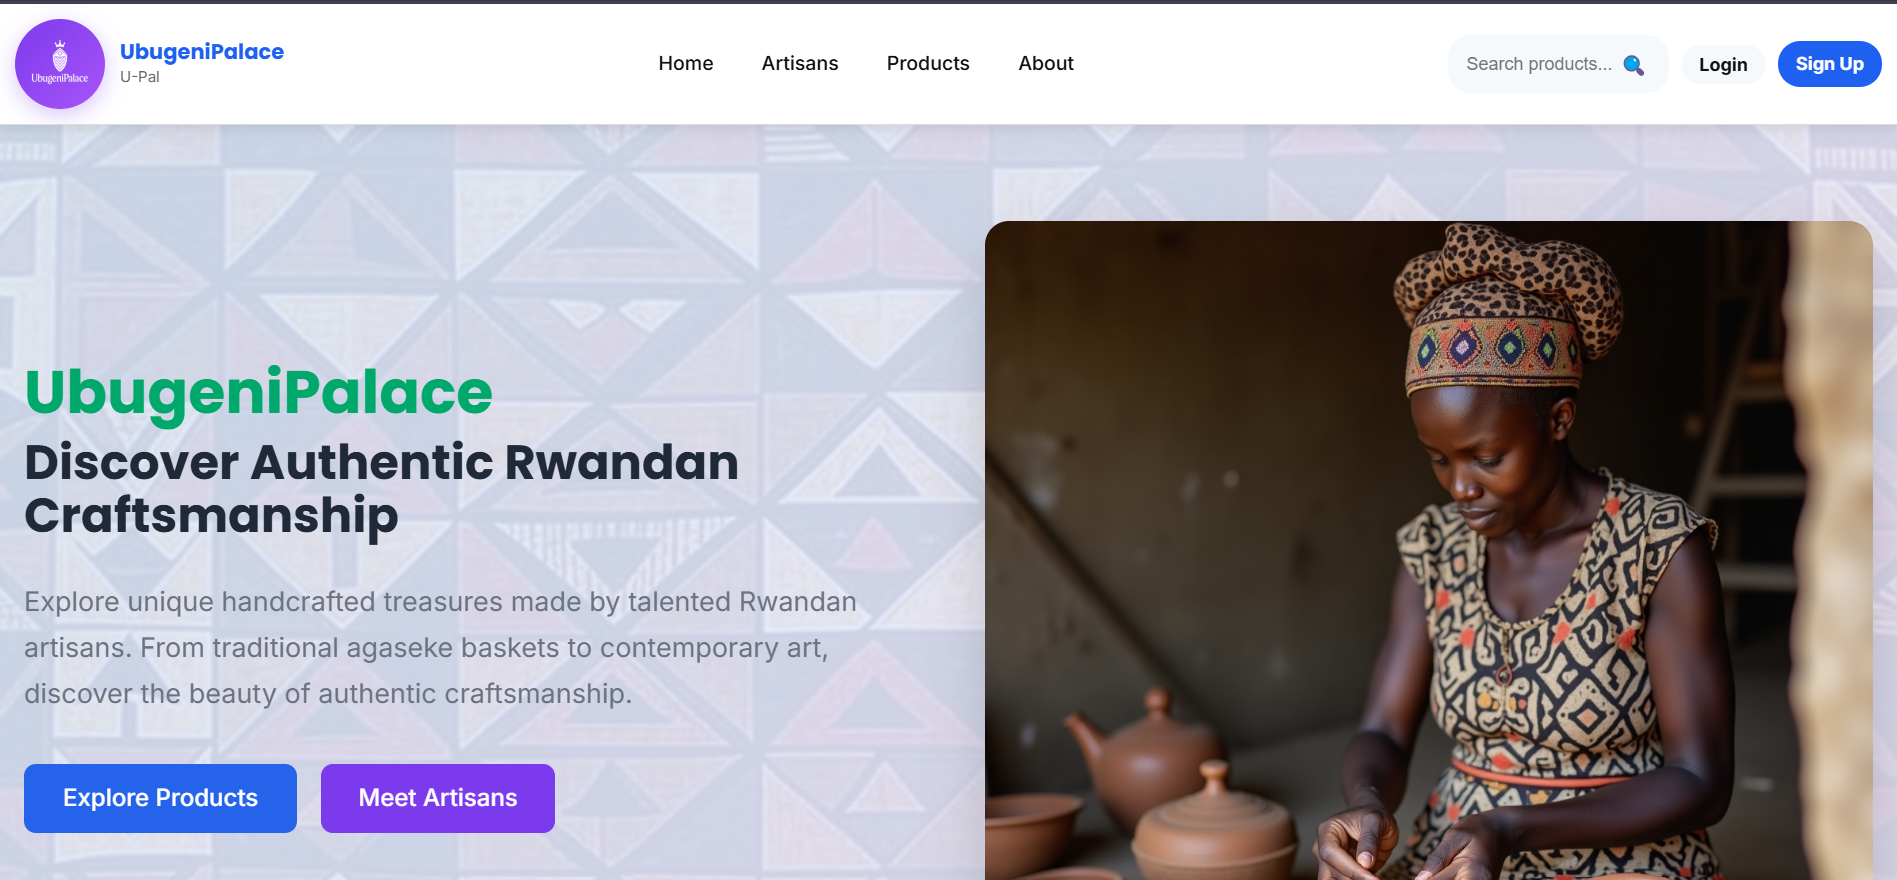 UbugeniPalace
UbugeniPalace
U-Pal
Home
Artisans
Products
About
Search products...
Login
Sign Up
UbugeniPalace
Discover Authentic Rwandan
Craftsmanship
Explore unique handcrafted treasures made by talented Rwandan
artisans. From traditional agaseke baskets to contemporary art,
discover the beauty of authentic craftsmanship.
Explore Products
Meet Artisans